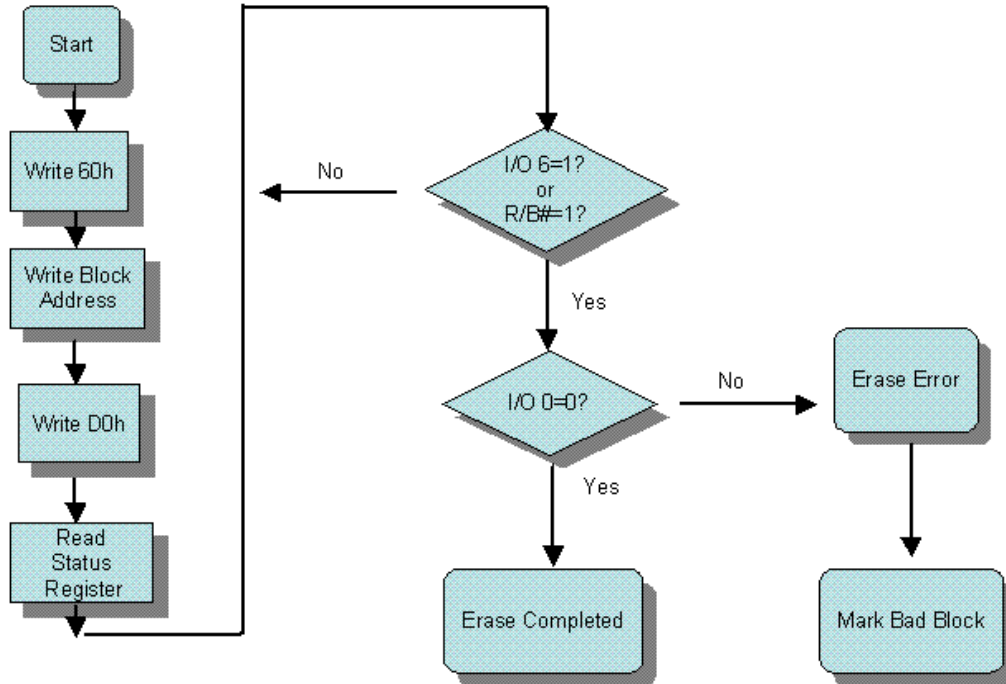 Start
Write 60h
Write Block
Address
Write D0h
Read
Status
Register
I/O 6=1?
or
R/B#=1?
No
Yes
I/O 0=0?
No
Yes
Erase Error
Erase Completed
Mark Bad Block